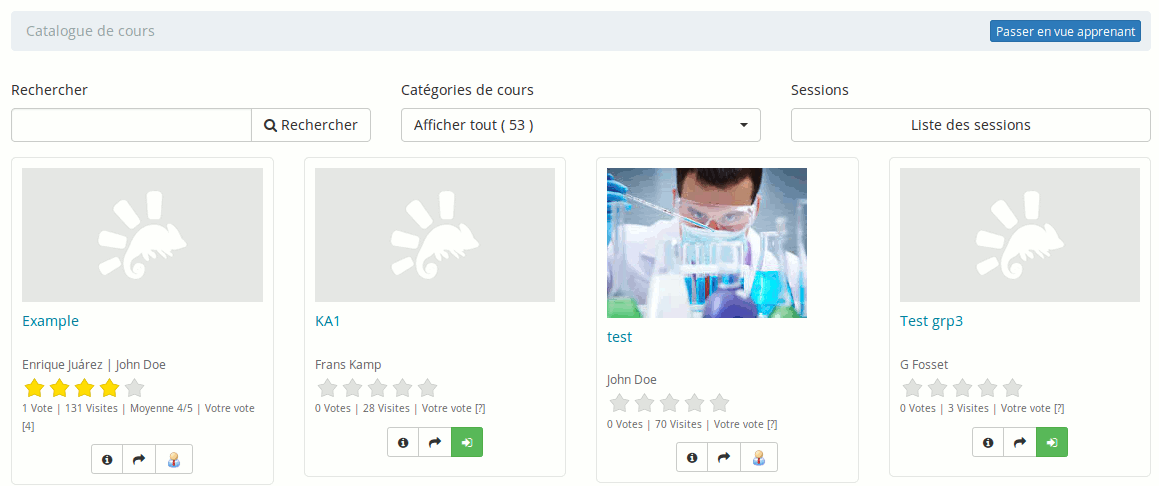 Catalogue de cours
Passer en vue apprenant
Rechercher
Catégories de cours
Sessions
Rechercher
Afficher tout ( 53 )
Liste des sessions
Example
Enrique Juárez | John Doe
1 Vote | 131 Visites | Moyenne 4/5 | Votre vote
[4]
KA1
Frans Kamp
0 Votes | 28 Visites | Votre vote [?]
test
John Doe
0 Votes | 70 Visites | Votre vote [?]
Test grp3
G Fosset
0 Votes | 3 Visites | Votre vote [?]